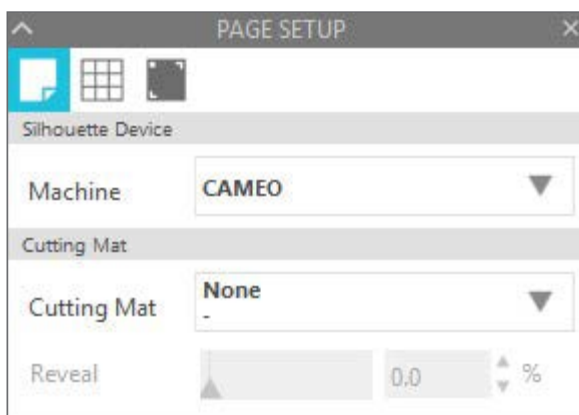 PAGE SETUP
Silhouette Device
Machine CAMEO
Cutting Mat
Cutting Mat None
-
Reveal 0.0 %